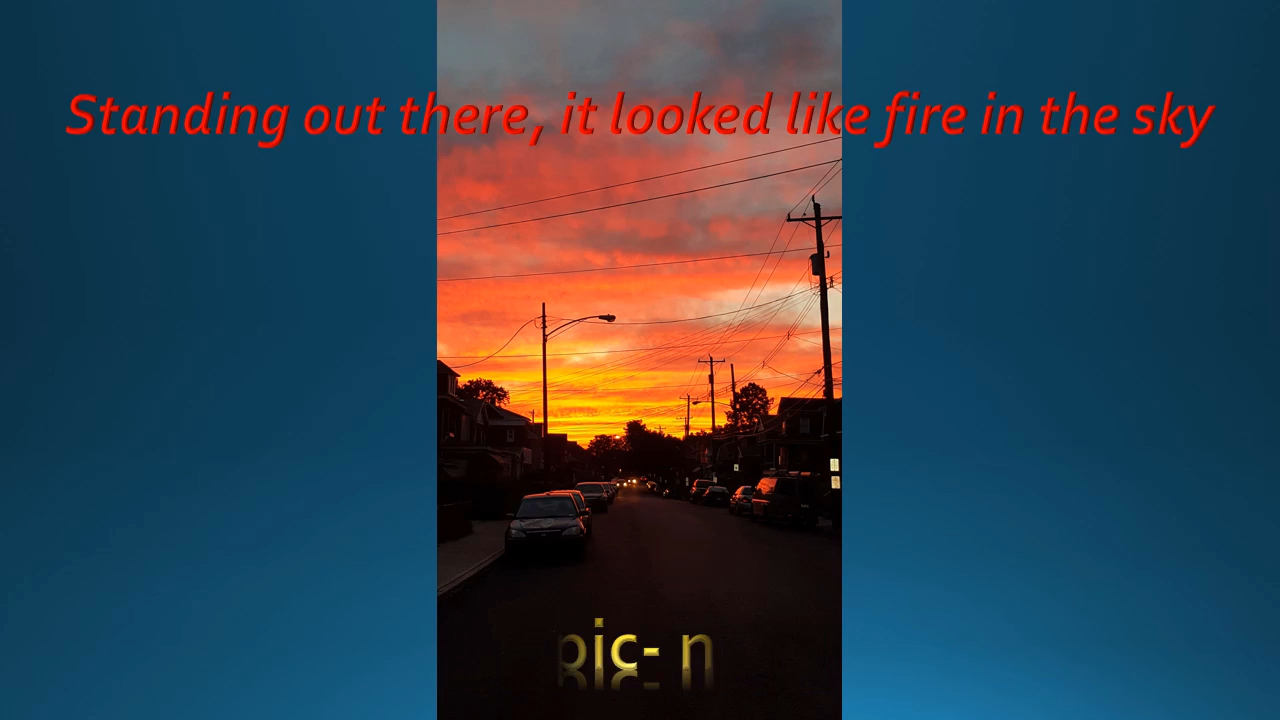 Standing out there, it looked like fire in the sky
pic- n